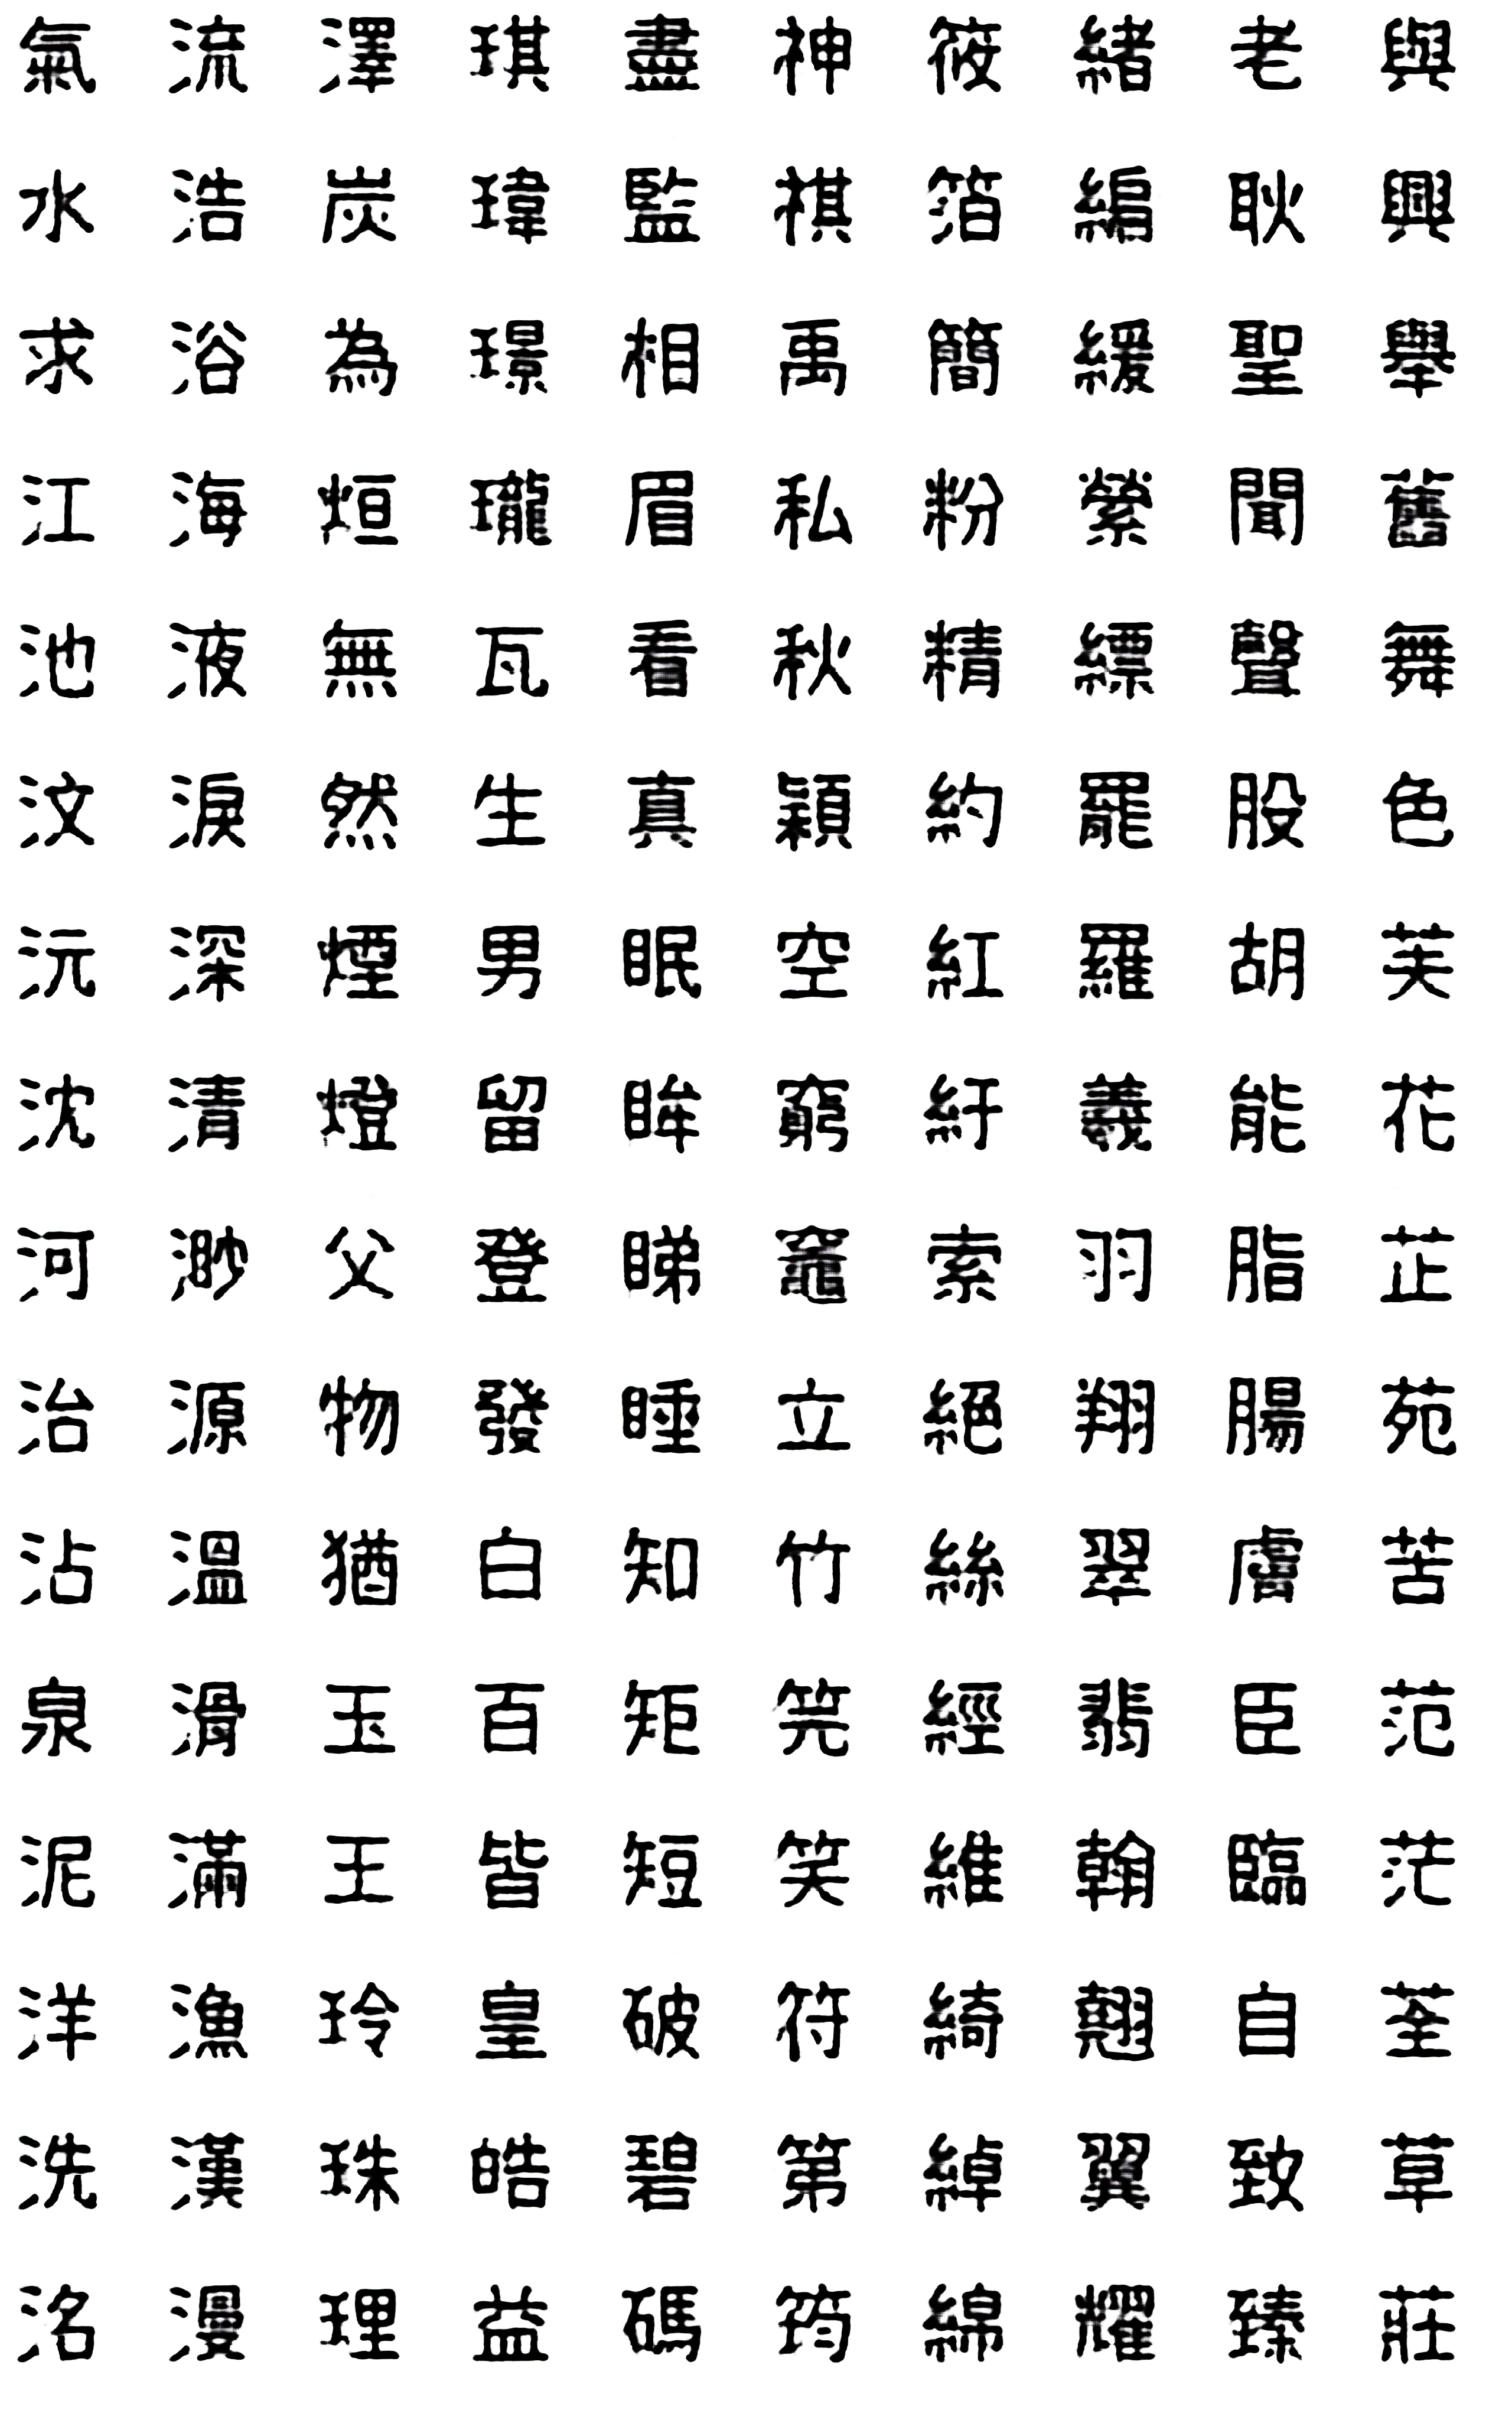 氣流澤琪盡神筱緒老與
水浩炭瑋監祺箔編耿興
求浴為璟相禹簡緩聖舉
江海烜瓏眉私粉縈聞舊
池液無瓦看秋精縹聲舞
汶淚然生真穎約罷股色
沅深煙男眠空紅羅胡芙
沈清燈留眸窮紆羲能花
河渺父登睇竈索羽脂芷
治源物發睡立絕翔腸苑
沾溫猶白知竹絲翠膚苦
泉滑玉百矩笎經翡臣范
泥滿王皆短笑維翰臨茫
洋漁玲皇破符綺翹自荃
洗漢珠皓碧第綽翼致草
洛漫理益碼筠綿耀臻莊